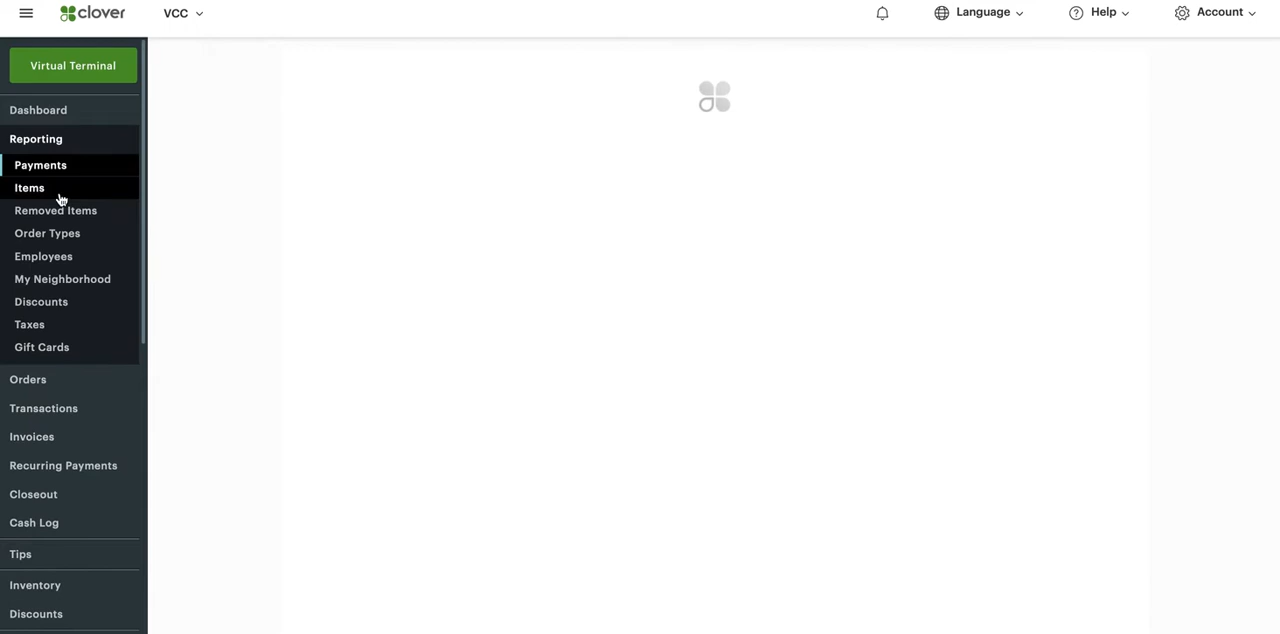 clover
VCC
Language
Help
Account
Virtual Terminal
Dashboard
Reporting
Payments
Items
Removed Items
Order Types
Employees
My Neighborhood
Discounts
Taxes
Gift Cards
Orders
Transactions
Invoices
Recurring Payments
Closeout
Cash Log
Tips
Inventory
Discounts